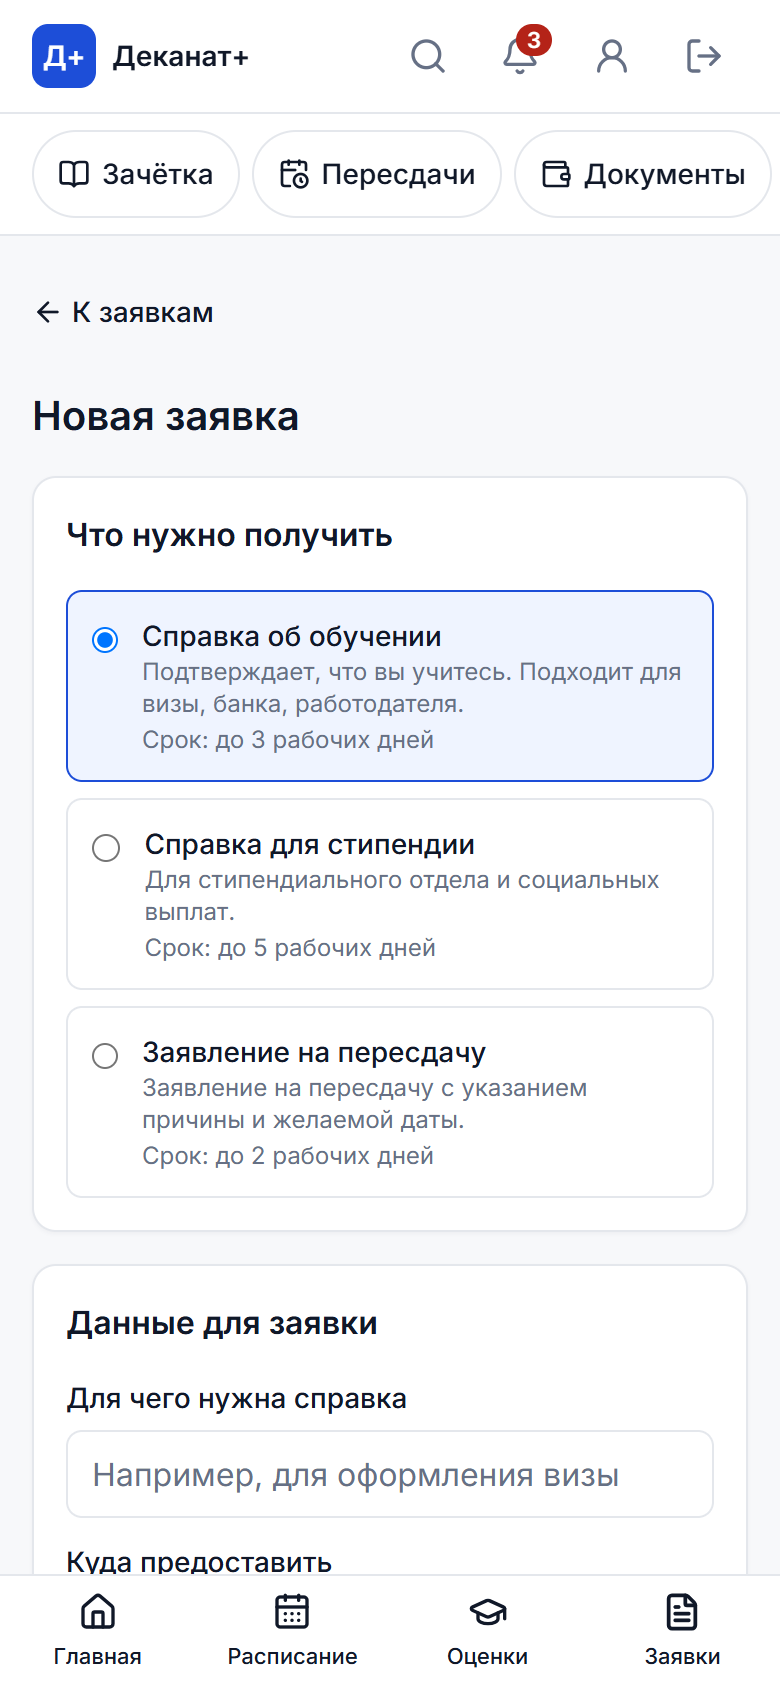 Д+ Деканат+ 3
Зачётка Пересдачи Документы
К заявкам
Новая заявка
Что нужно получить
Справка об обучении
Подтверждает, что вы учитесь. Подходит для
визы, банка, работодателя.
Срок: до 3 рабочих дней
Справка для стипендии
Для стипендиального отдела и социальных
выплат.
Срок: до 5 рабочих дней
Заявление на пересдачу
Заявление на пересдачу с указанием
причины и желаемой даты.
Срок: до 2 рабочих дней
Данные для заявки
Для чего нужна справка
Например, для оформления визы
Куда предоставить
Главная Расписание Оценки Заявки